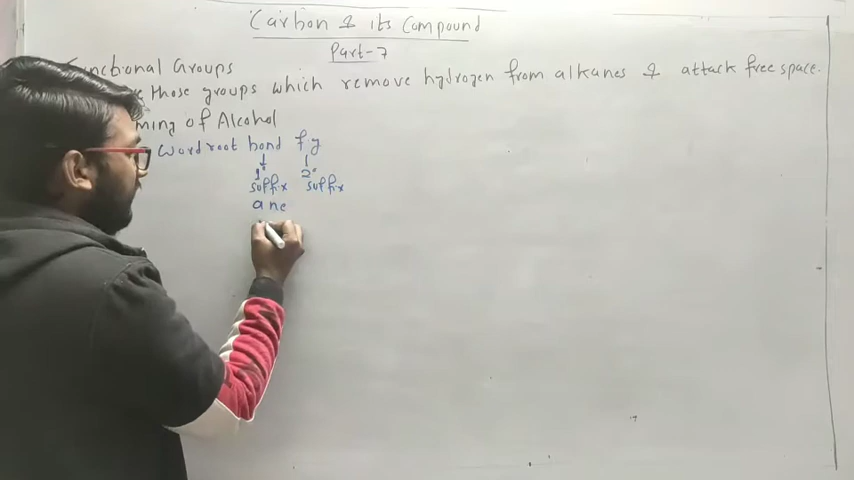 Carbon & its Compound
Part-7
Functional Groups
those groups which remove hydrogen from alkanes & attack free space.
ming of Alcohol
word root bond f.g
1° 2°
suffix suffix
ane